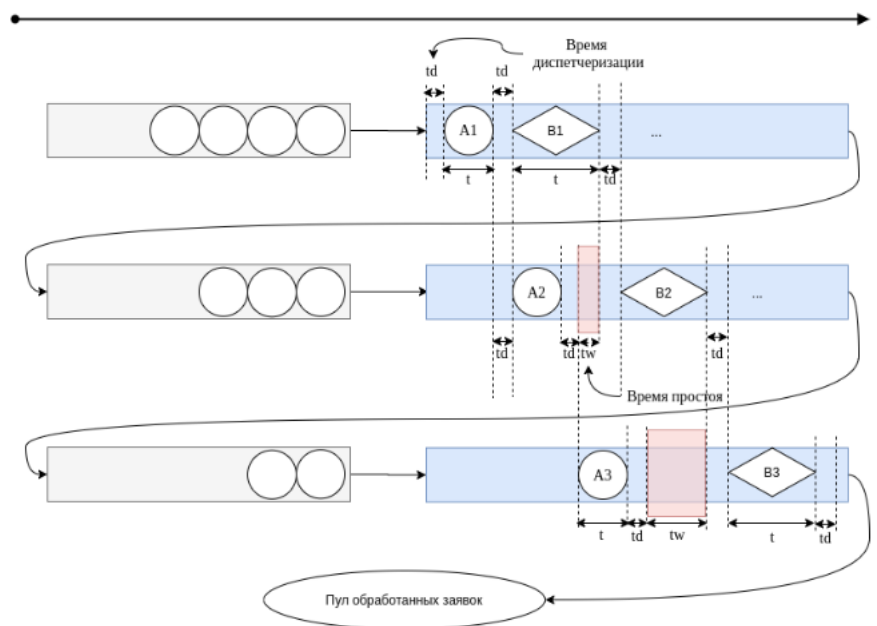 Время
диспетчеризации
td
td
A1
B1
...
t
t
td
A2
B2
...
td
td
tw
td
Время простоя
A3
B3
t
td
tw
t
td
Пул обработанных заявок